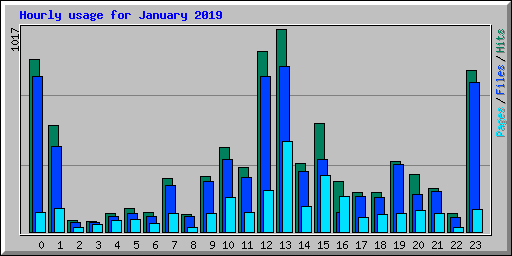 Hourly usage for January 2019
1017
Pages/Files/Hits
0 1 2 3 4 5 6 7 8 9 10 11 12 13 14 15 16 17 18 19 20 21 22 23